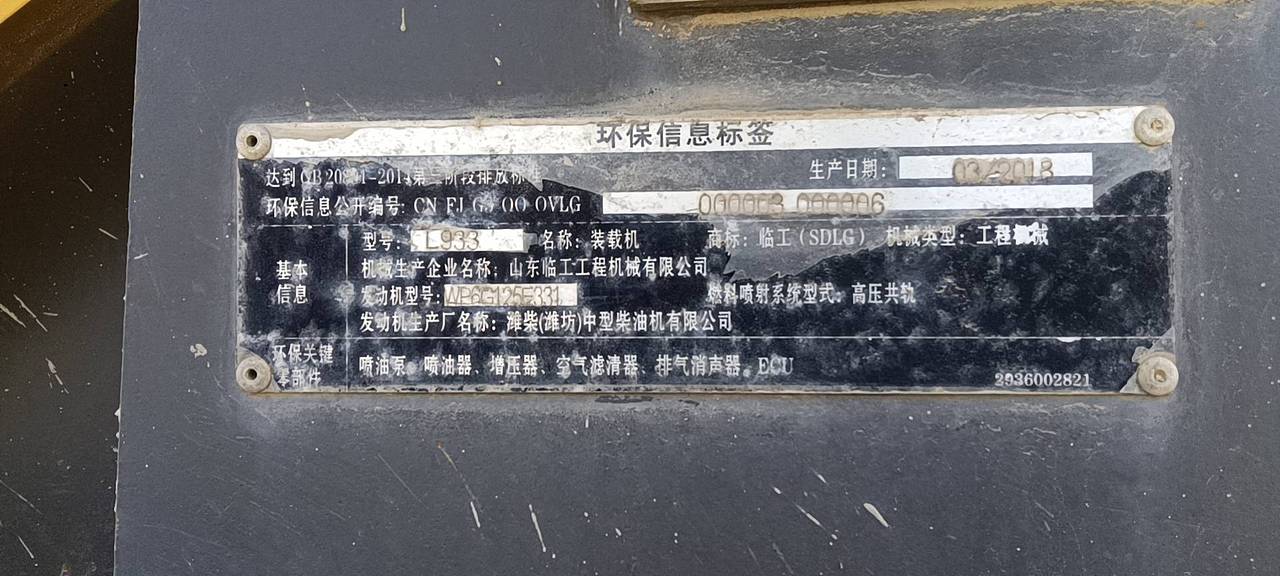 环保信息标签
达到GB20891-2014第三阶段排放标准 生产日期: 03/2018
环保信息公开编号: CN FJ G3 00 0VLG 000003 000006
基本信息
型号: L933 名称: 装载机 商标: 临工(SDLG) 机械类型: 工程机械
机械生产企业名称: 山东临工工程机械有限公司
发动机型号: WP6G125E331 燃料喷射系统型式: 高压共轨
发动机生产厂名称: 潍柴(潍坊)中型柴油机有限公司
环保关键零部件
喷油泵、喷油器、增压器、空气滤清器、排气消声器、ECU
2936002821